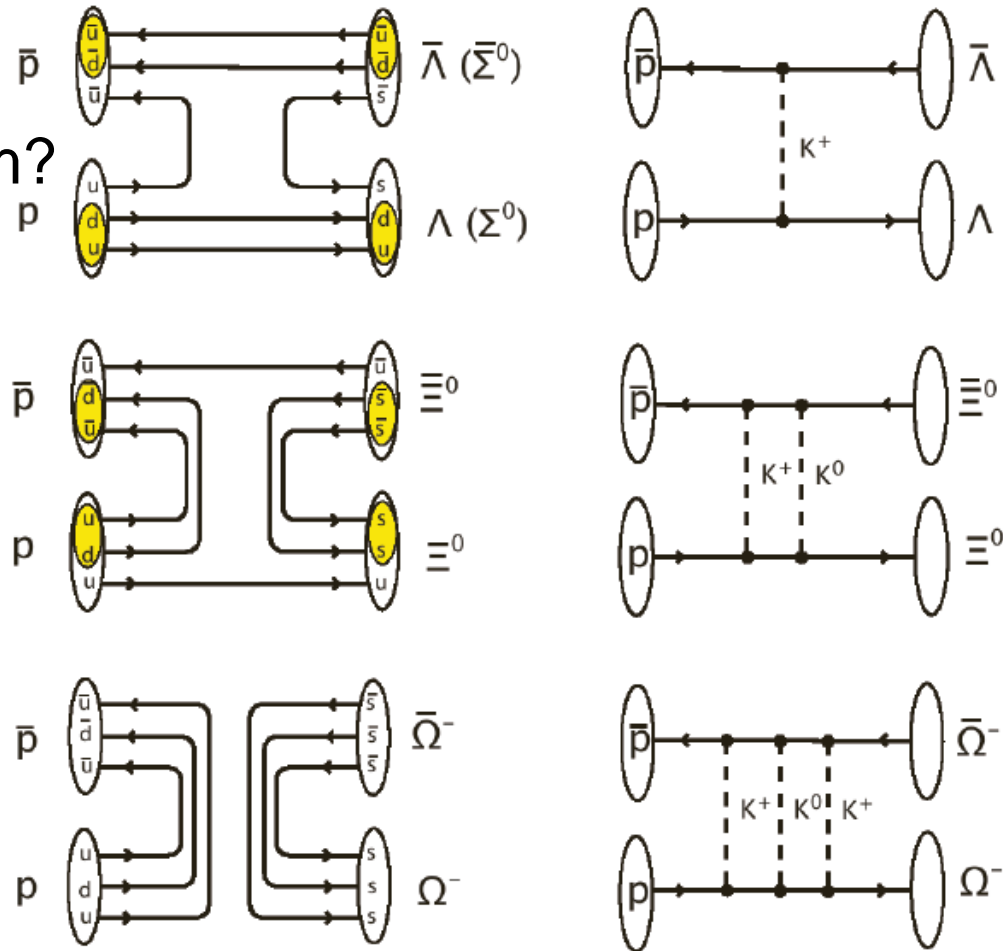 p̄ ū d̄ ū ū d̄ s̄ Λ̄ (Σ̄⁰)
n?
p u d u s d u Λ (Σ⁰)
p̄ K⁺ Λ̄
p Λ
p̄ ū d̄ ū ū s̄ s̄ Ξ̄⁰
p u d u s s u Ξ⁰
p̄ K⁺ K⁰ Ξ̄⁰
p Ξ⁰
p̄ ū d̄ ū s̄ s̄ s̄ Ω̄⁻
p u d u s s s Ω⁻
p̄ K⁺ K⁰ K⁺ Ω̄⁻
p Ω⁻